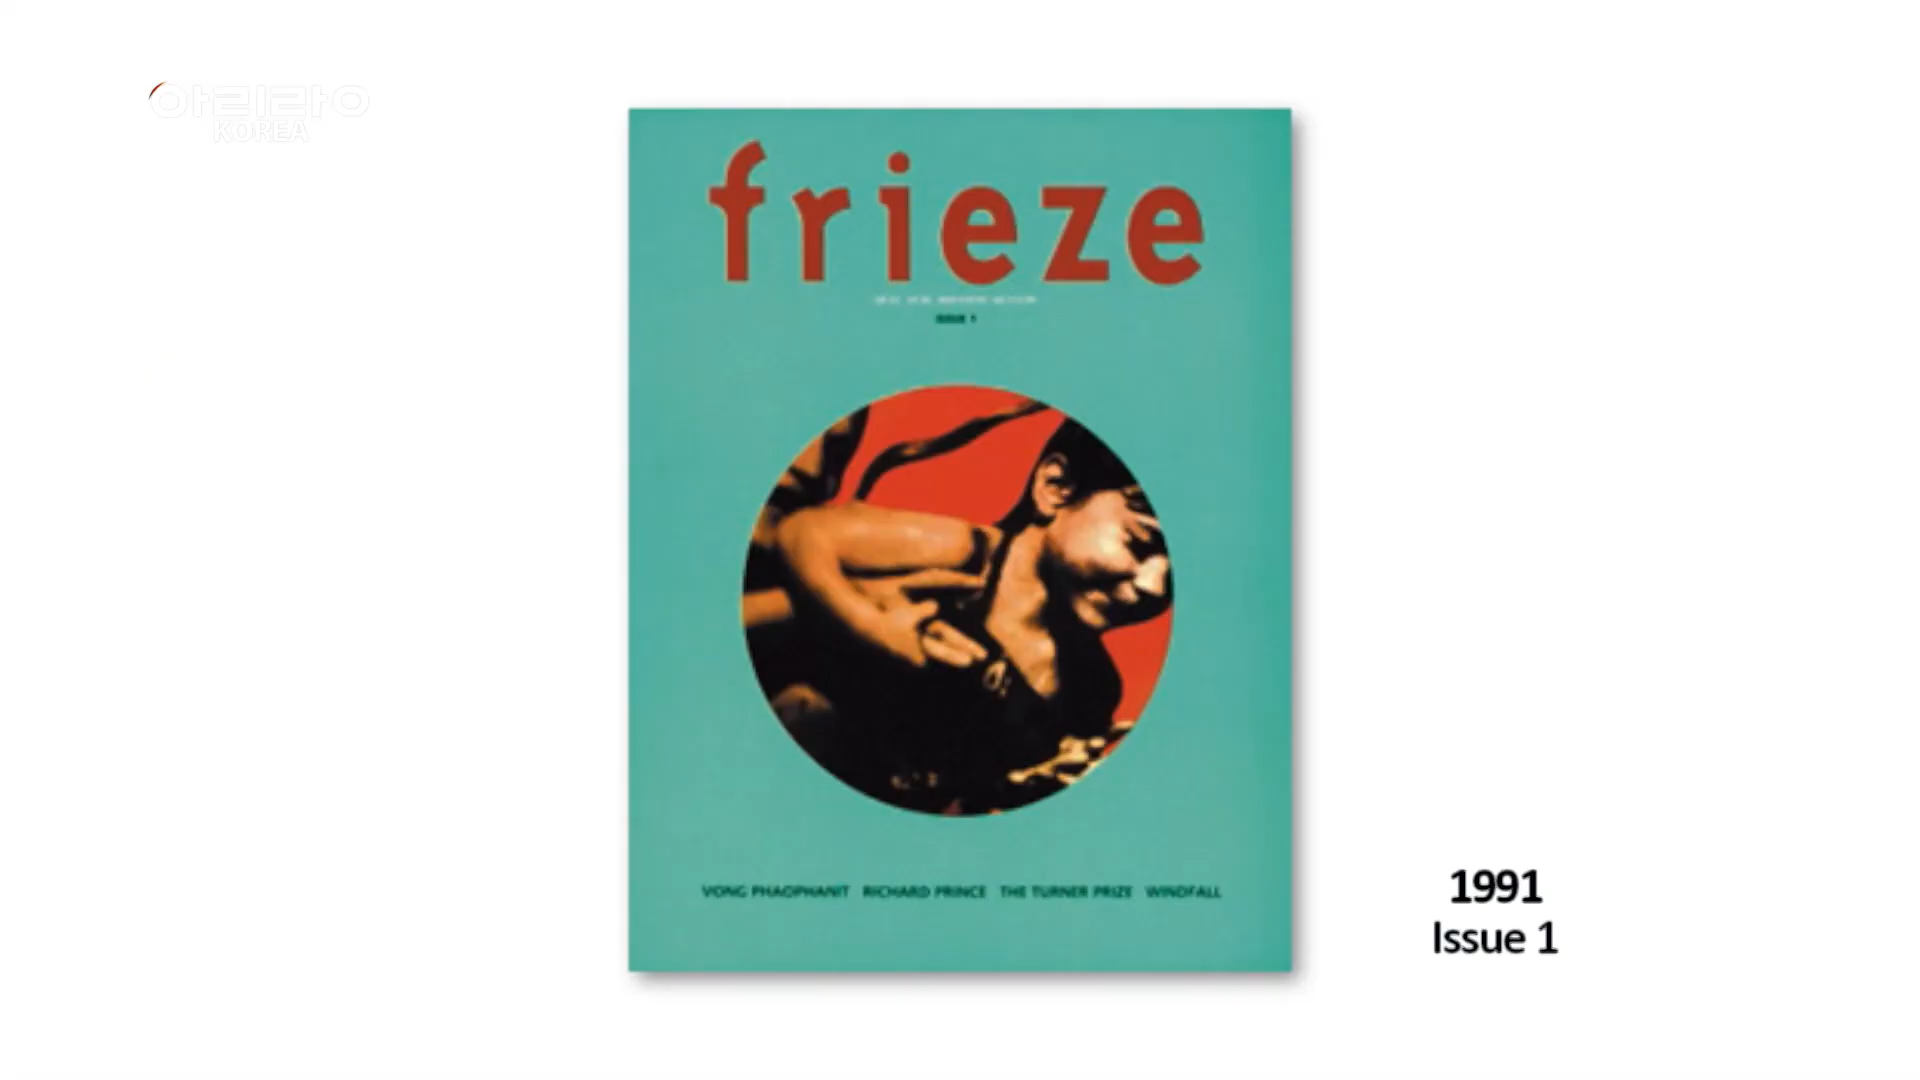 아리랑
KOREA
frieze
ISSUE 1
VONG PHAOPHANIT RICHARD PRINCE THE TURNER PRIZE WINDFALL
1991
Issue 1